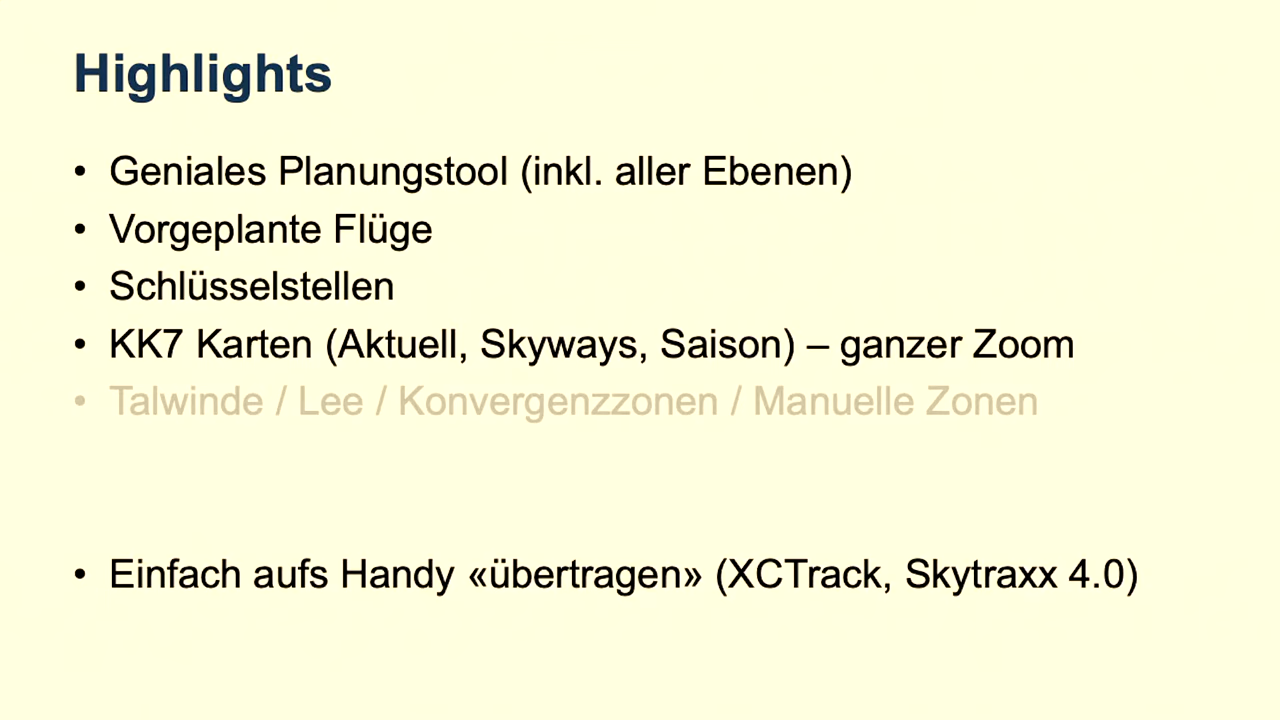 Highlights
• Geniales Planungstool (inkl. aller Ebenen)
• Vorgeplante Flüge
• Schlüsselstellen
• KK7 Karten (Aktuell, Skyways, Saison) – ganzer Zoom
• Talwinde / Lee / Konvergenzzonen / Manuelle Zonen
• Einfach aufs Handy «übertragen» (XCTrack, Skytraxx 4.0)